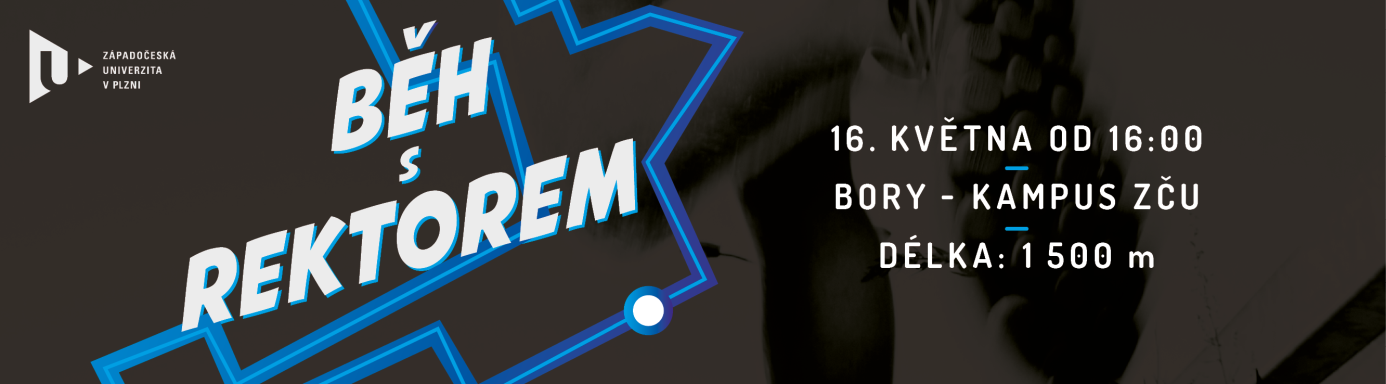 ZÁPADOČESKÁ
UNIVERZITA
V PLZNI
BĚH
S
REKTOREM
16. KVĚTNA OD 16:00
BORY - KAMPUS ZČU
DÉLKA: 1 500 m